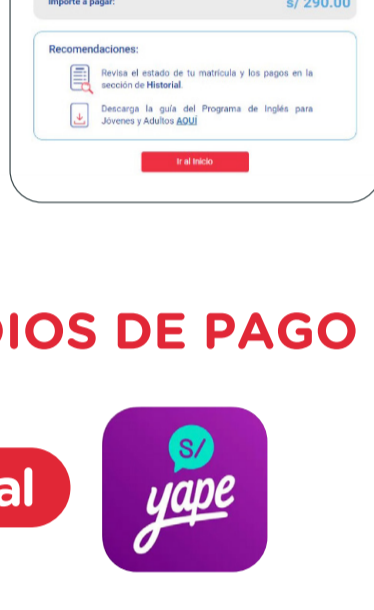 Importe a pagar: s/ 290.00
Recomendaciones:
Revisa el estado de tu matrícula y los pagos en la
sección de Historial.
Descarga la guía del Programa de Inglés para
Jóvenes y Adultos AQUÍ
Ir al Inicio
DIOS DE PAGO
al
S/
yape